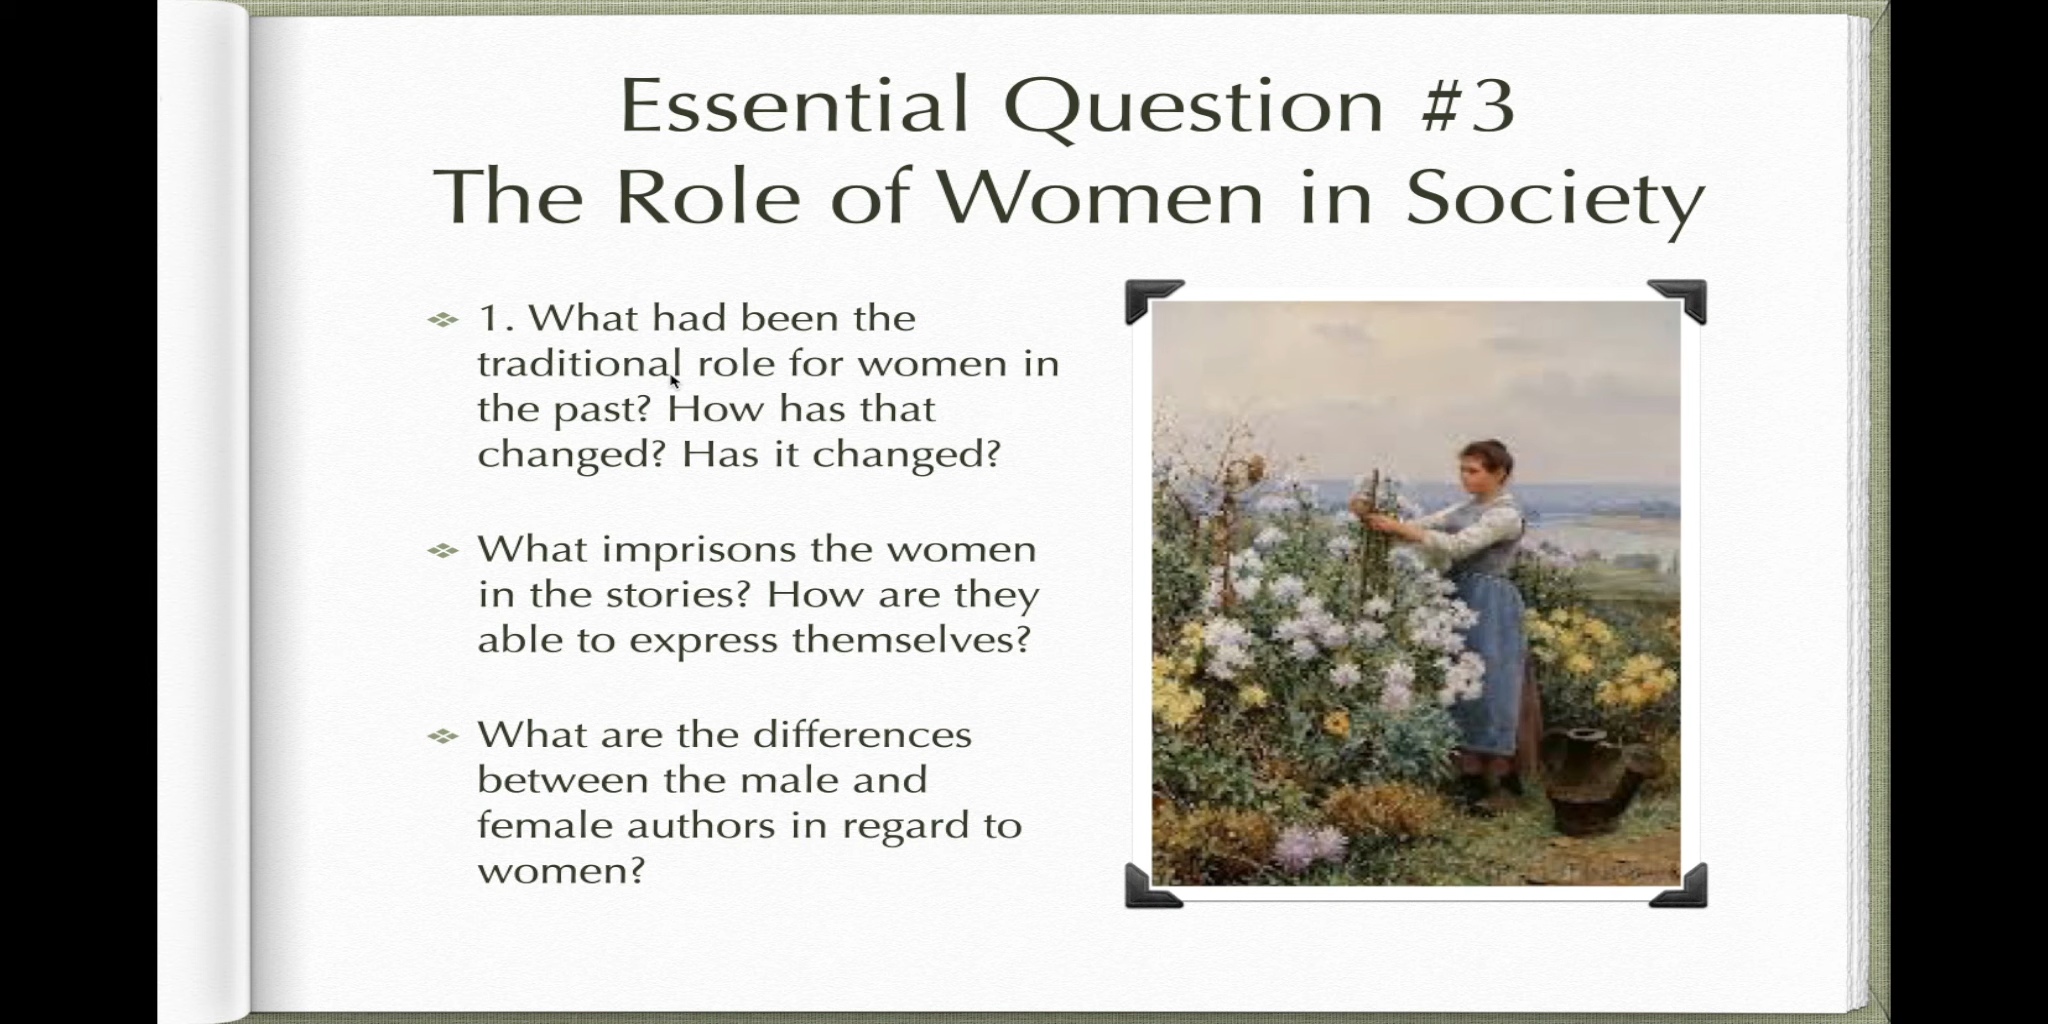 Essential Question #3
The Role of Women in Society
1. What had been the
traditional role for women in
the past? How has that
changed? Has it changed?
What imprisons the women
in the stories? How are they
able to express themselves?
What are the differences
between the male and
female authors in regard to
women?